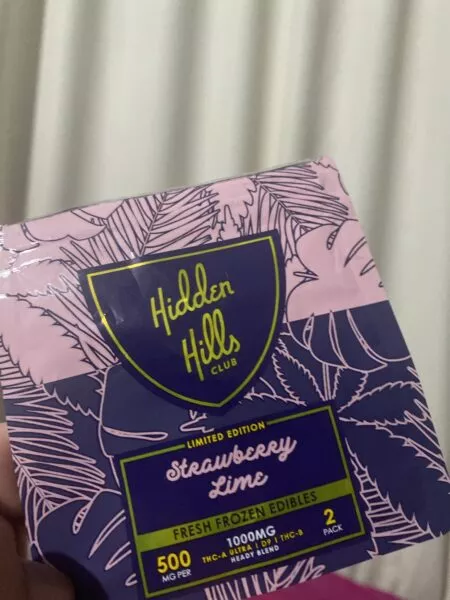 Hidden
Hills
CLUB
LIMITED EDITION
Strawberry
Lime
FRESH FROZEN EDIBLES
500
MG PER
1000MG
THC-A ULTRA | D9 | THC-B
HEADY BLEND
2
PACK